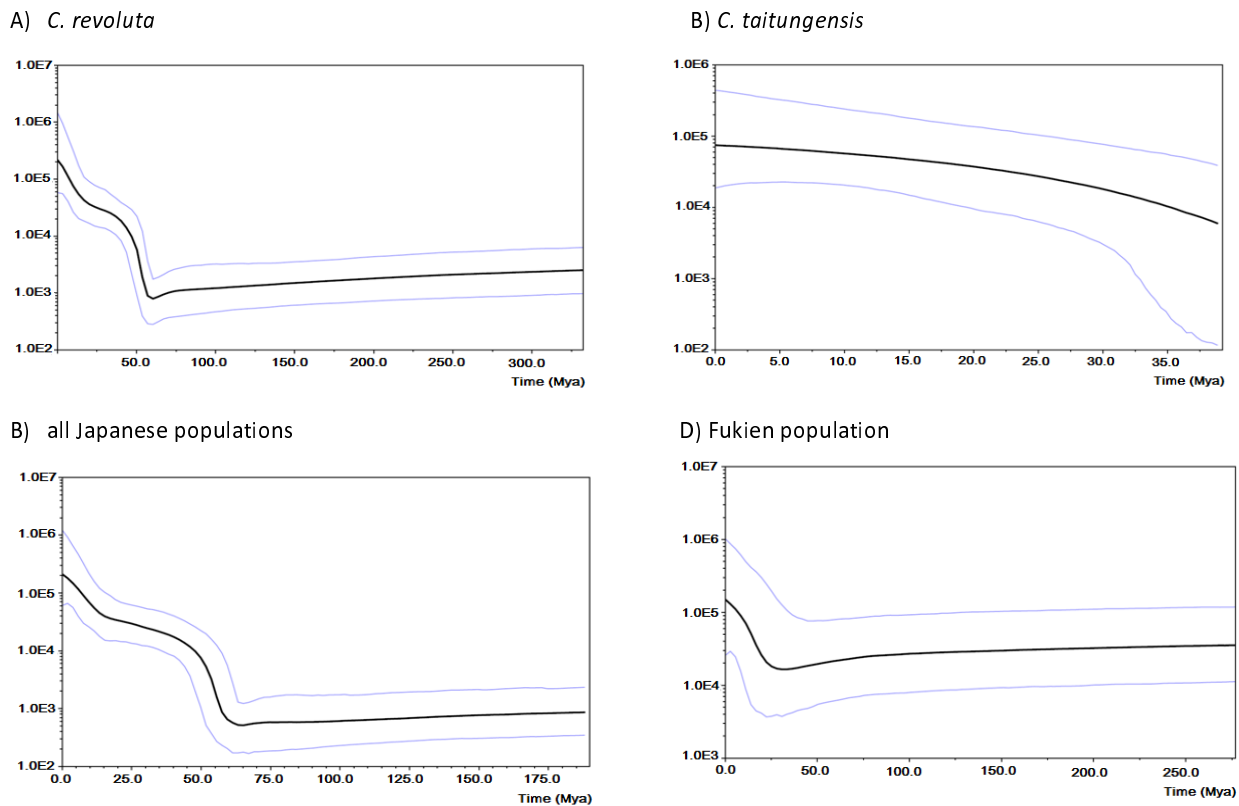 A) C. revoluta
1.0E7
1.0E6
1.0E5
1.0E4
1.0E3
1.0E2
50.0 100.0 150.0 200.0 250.0 300.0
Time (Mya)
B) C. taitungensis
1.0E6
1.0E5
1.0E4
1.0E3
1.0E2
0.0 5.0 10.0 15.0 20.0 25.0 30.0 35.0
Time (Mya)
B) all Japanese populations
1.0E7
1.0E6
1.0E5
1.0E4
1.0E3
1.0E2
0.0 25.0 50.0 75.0 100.0 125.0 150.0 175.0
Time (Mya)
D) Fukien population
1.0E7
1.0E6
1.0E5
1.0E4
1.0E3
0.0 50.0 100.0 150.0 200.0 250.0
Time (Mya)